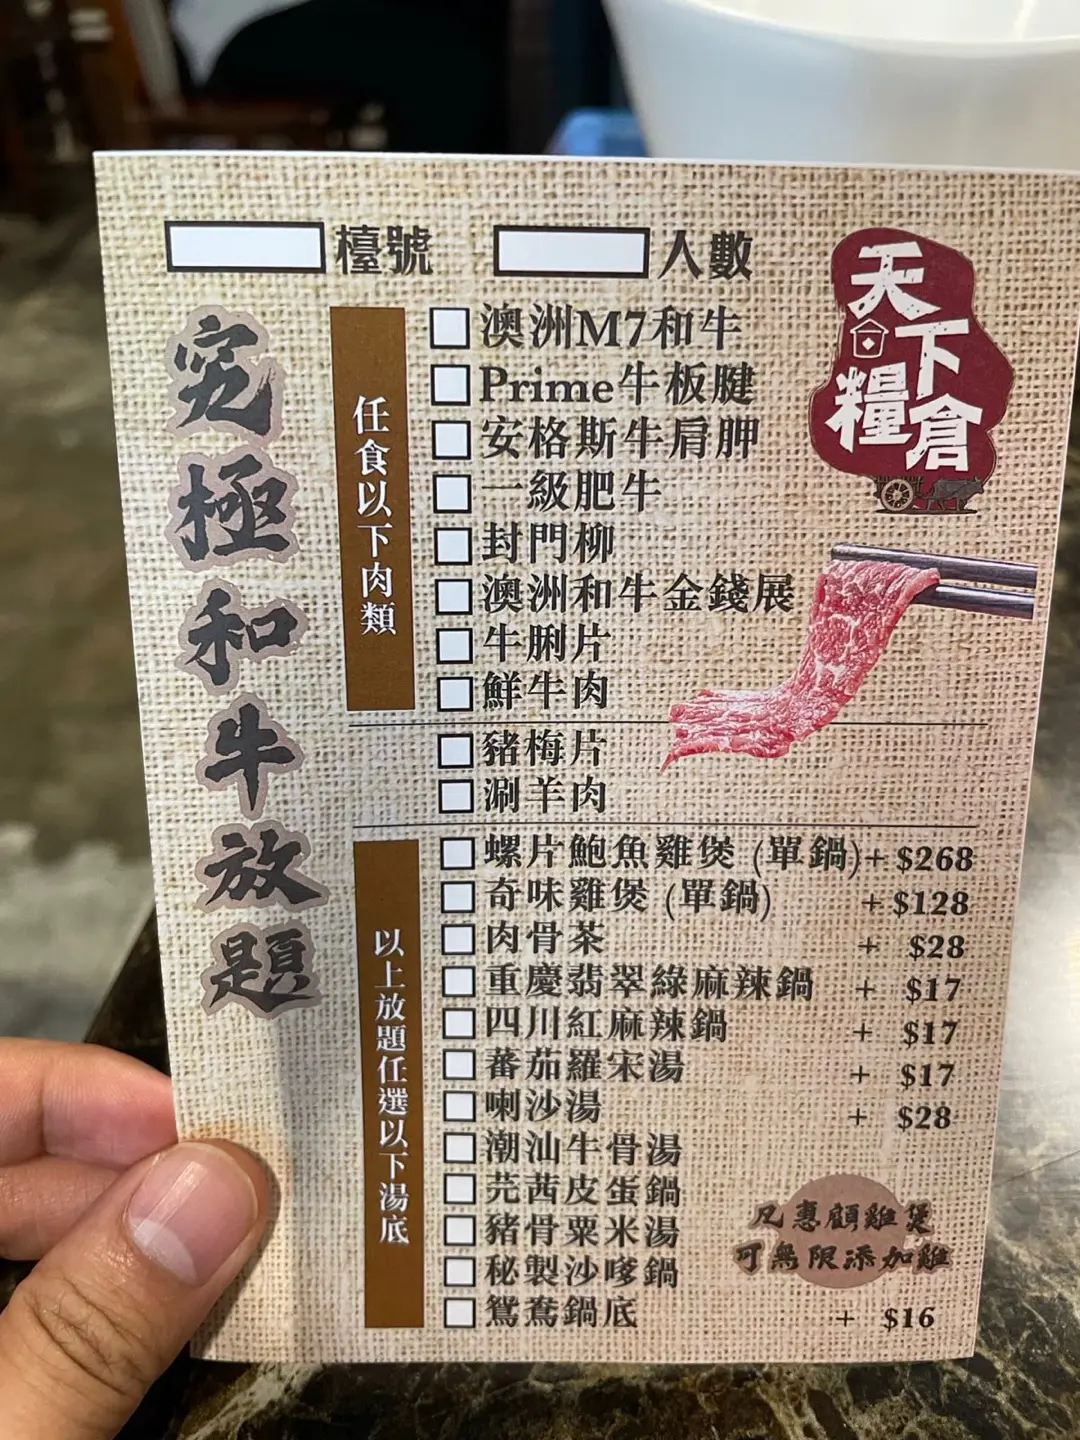 檯號
人數
天下糧倉
究極和牛放題
任食以下肉類
澳洲M7和牛
Prime牛板腱
安格斯牛肩胛
一級肥牛
封門柳
澳洲和牛金錢展
牛脷片
鮮牛肉
豬梅片
涮羊肉
以上放題任選以下湯底
螺片鮑魚雞煲 (單鍋)+ $268
奇味雞煲 (單鍋) + $128
肉骨茶 + $28
重慶翡翠綠麻辣鍋 + $17
四川紅麻辣鍋 + $17
蕃茄羅宋湯 + $17
喇沙湯 + $28
潮汕牛骨湯
芫茜皮蛋鍋
豬骨粟米湯
秘製沙嗲鍋
鴛鴦鍋底 + $16
凡惠顧雞煲
可無限添加雞